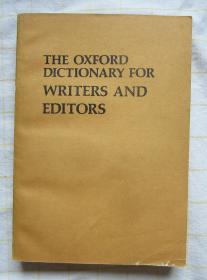 THE OXFORD
DICTIONARY FOR
WRITERS AND
EDITORS